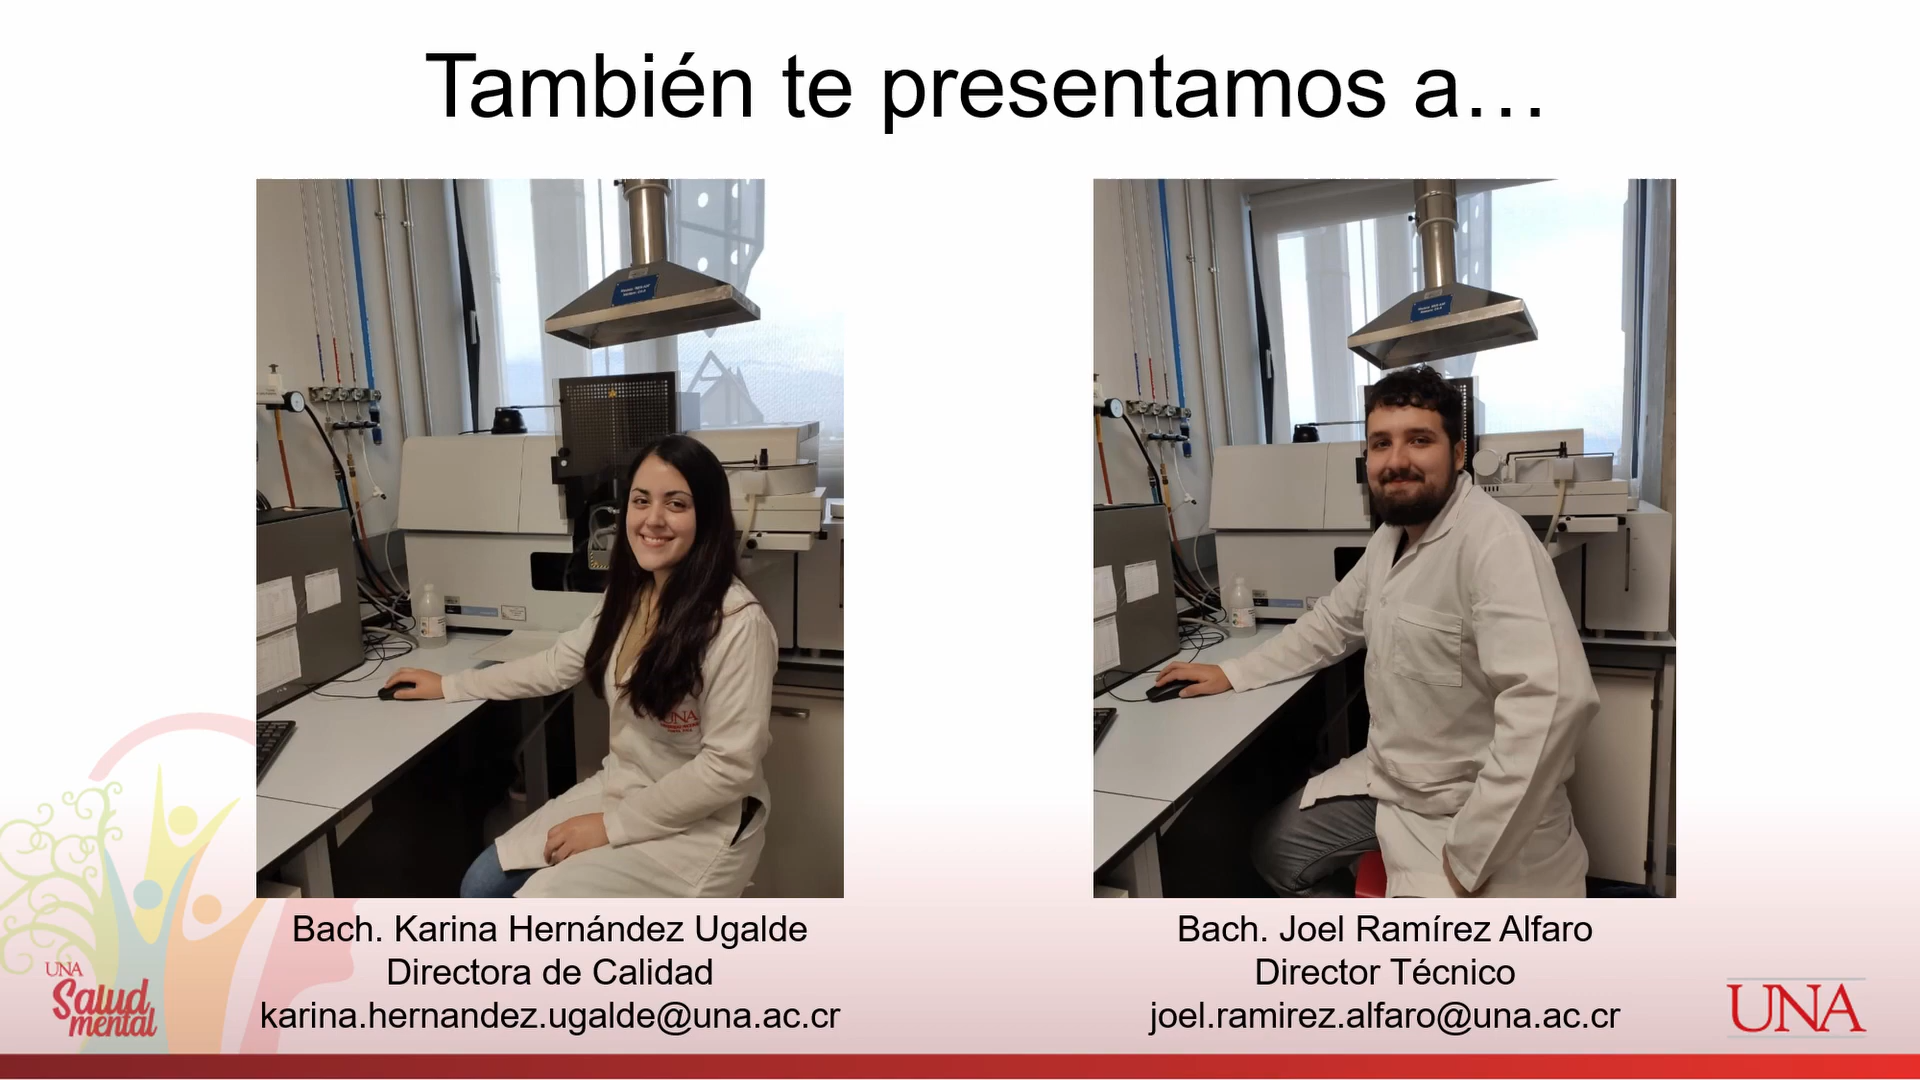 También te presentamos a…
UNA
Bach. Karina Hernández Ugalde
Directora de Calidad
karina.hernandez.ugalde@una.ac.cr
Bach. Joel Ramírez Alfaro
Director Técnico
joel.ramirez.alfaro@una.ac.cr
UNA
Salud
mental
UNA